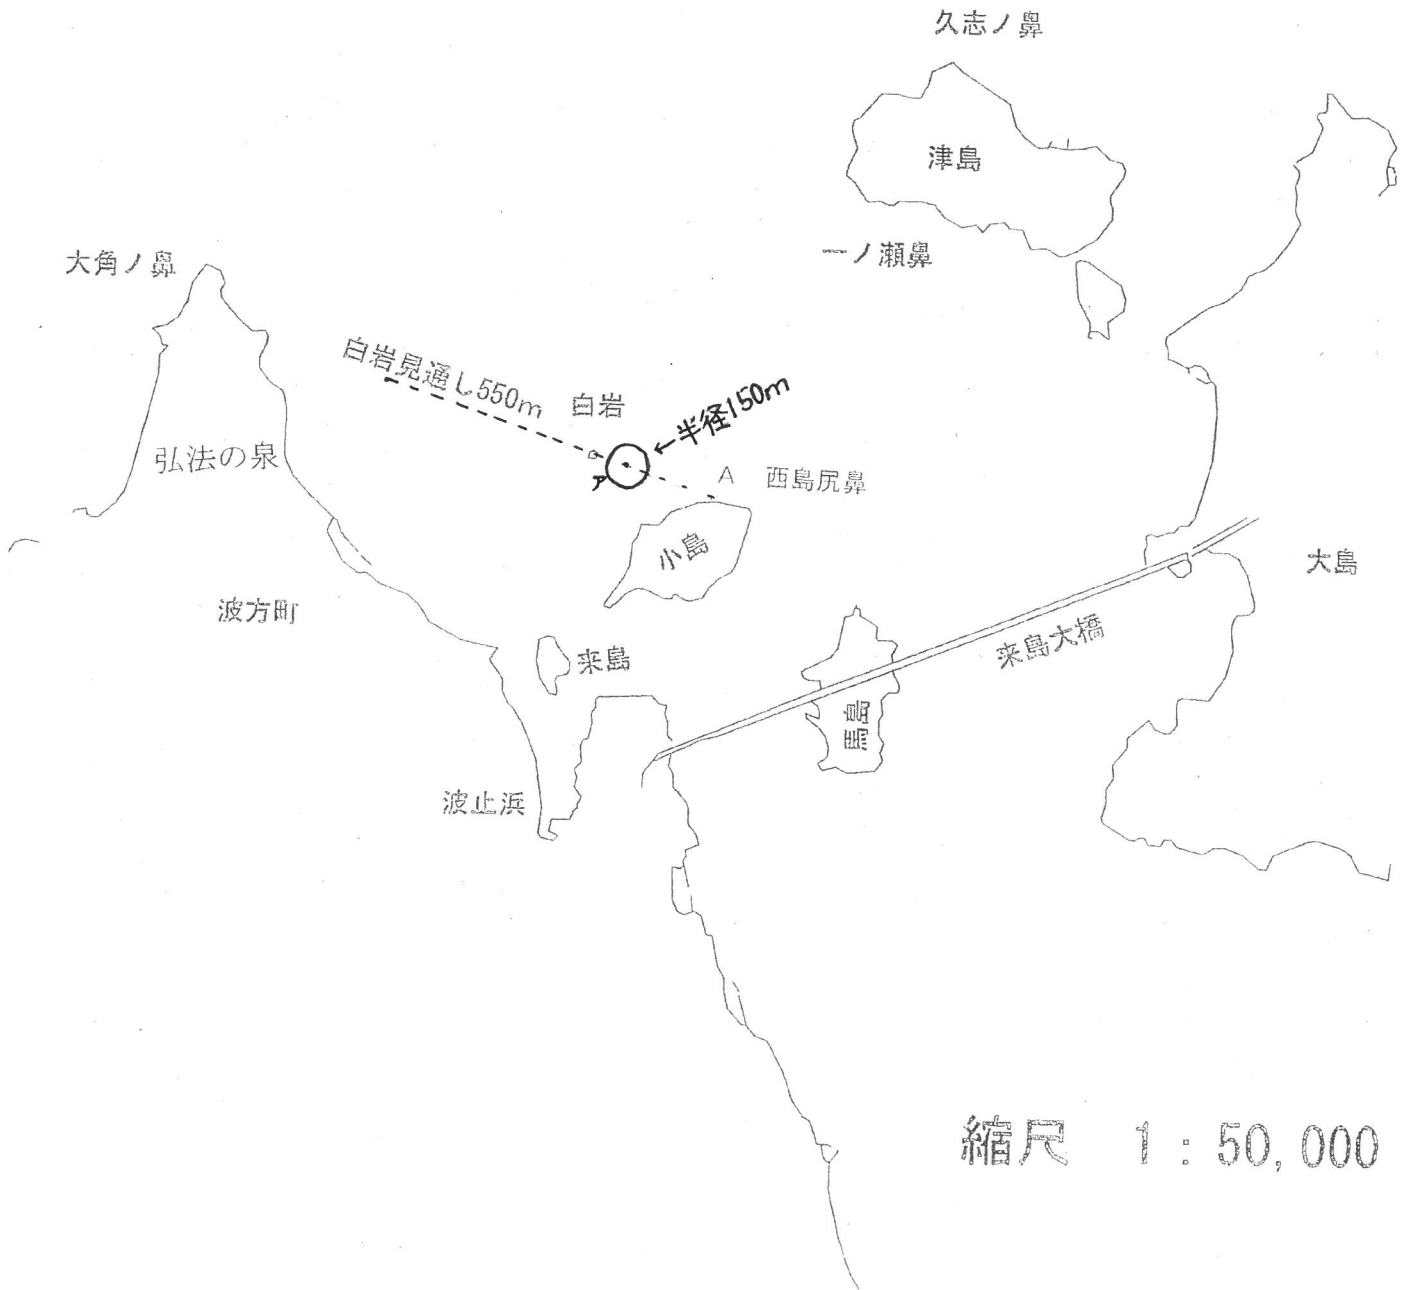 久志ノ鼻
津島
一ノ瀬鼻
大角ノ鼻
白岩見通し550m
白岩
←半径150m
弘法の泉
ア
A
西島尻鼻
小島
大島
波方町
来島
来島大橋
馬島
波止浜
縮尺 1:50,000